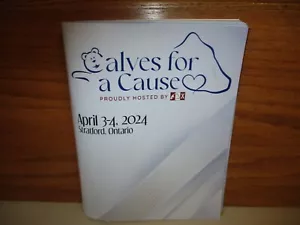 Calves for
a Cause
PROUDLY HOSTED BY
April 3-4, 2024
Stratford, Ontario